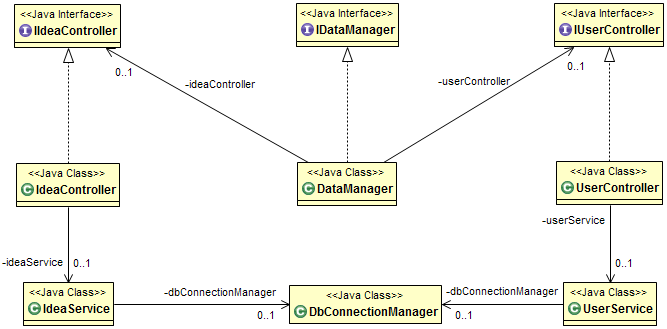 <<Java Interface>>
I IIdeaController
<<Java Interface>>
I IDataManager
<<Java Interface>>
I IUserController
0..1
-ideaController
-userController
0..1
<<Java Class>>
C IdeaController
<<Java Class>>
C DataManager
<<Java Class>>
C UserController
-userService
-ideaService
0..1
0..1
<<Java Class>>
C IdeaService
-dbConnectionManager
0..1
<<Java Class>>
C DbConnectionManager
-dbConnectionManager
0..1
<<Java Class>>
C UserService